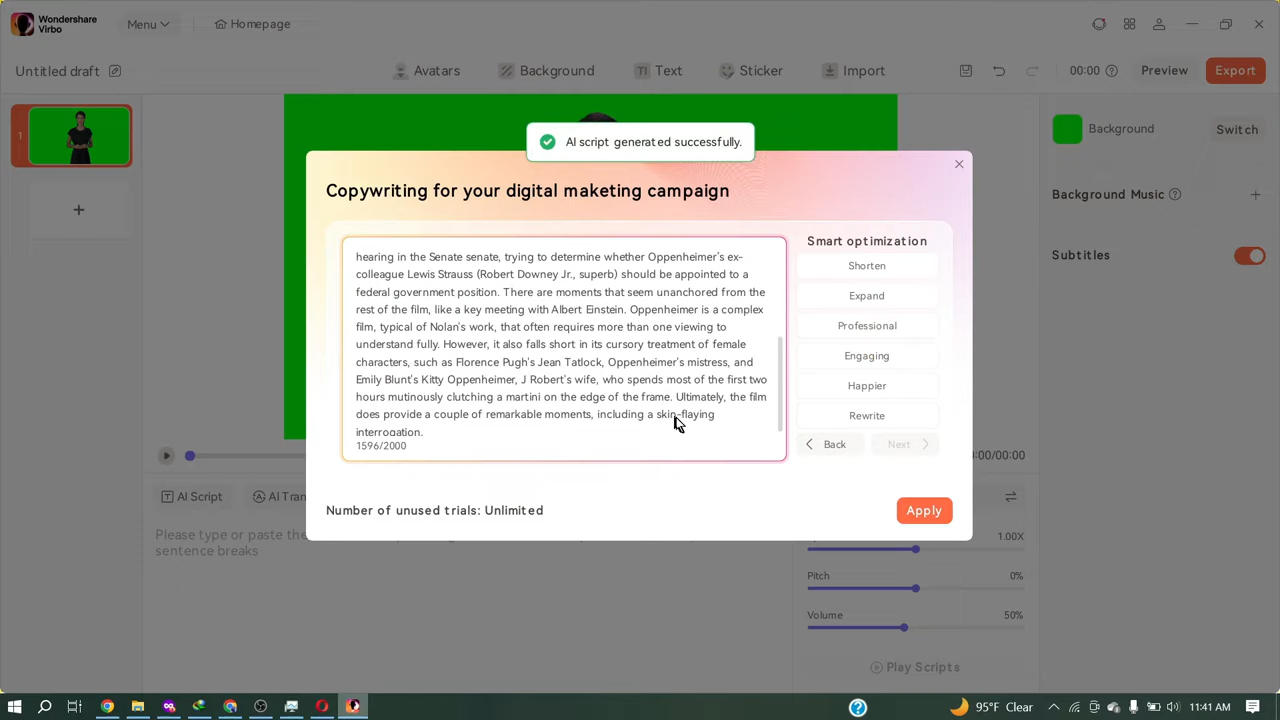 Wondershare
Virbo
Menu
Homepage
Untitled draft
Avatars
Background
Text
Sticker
Import
00:00
Preview
Export
1
Background
Switch
AI script generated successfully.
Copywriting for your digital maketing campaign
Background Music
Subtitles
hearing in the Senate senate, trying to determine whether Oppenheimer's ex-
colleague Lewis Strauss (Robert Downey Jr., superb) should be appointed to a
federal government position. There are moments that seem unanchored from the
rest of the film, like a key meeting with Albert Einstein. Oppenheimer is a complex
film, typical of Nolan's work, that often requires more than one viewing to
understand fully. However, it also falls short in its cursory treatment of female
characters, such as Florence Pugh's Jean Tatlock, Oppenheimer's mistress, and
Emily Blunt's Kitty Oppenheimer, J Robert's wife, who spends most of the first two
hours mutinously clutching a martini on the edge of the frame. Ultimately, the film
does provide a couple of remarkable moments, including a skin-flaying
interrogation.
1596/2000
Smart optimization
Shorten
Expand
Professional
Engaging
Happier
Rewrite
Back
Next
:00/00:00
Number of unused trials: Unlimited
Apply
AI Script
AI Tran
Please type or paste the
sentence breaks
1.00X
Pitch
0%
Volume
50%
Play Scripts
95°F Clear
11:41 AM